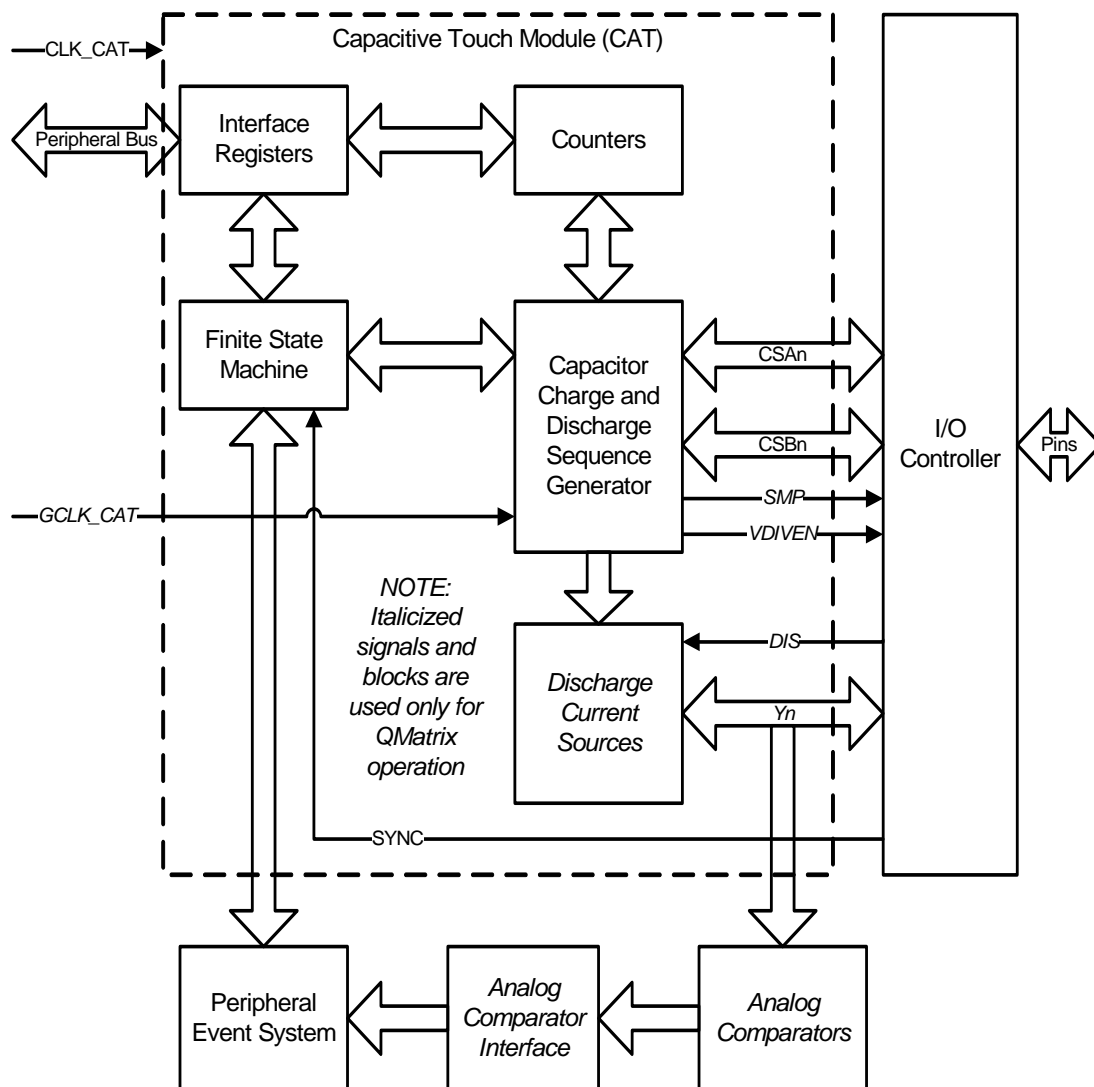 Capacitive Touch Module (CAT)
CLK_CAT
Peripheral Bus
Interface
Registers
Counters
Finite State
Machine
Capacitor
Charge and
Discharge
Sequence
Generator
CSAn
CSBn
SMP
VDIVEN
I/O
Controller
Pins
GCLK_CAT
NOTE:
Italicized
signals and
blocks are
used only for
QMatrix
operation
Discharge
Current
Sources
DIS
Yn
SYNC
Peripheral
Event System
Analog
Comparator
Interface
Analog
Comparators